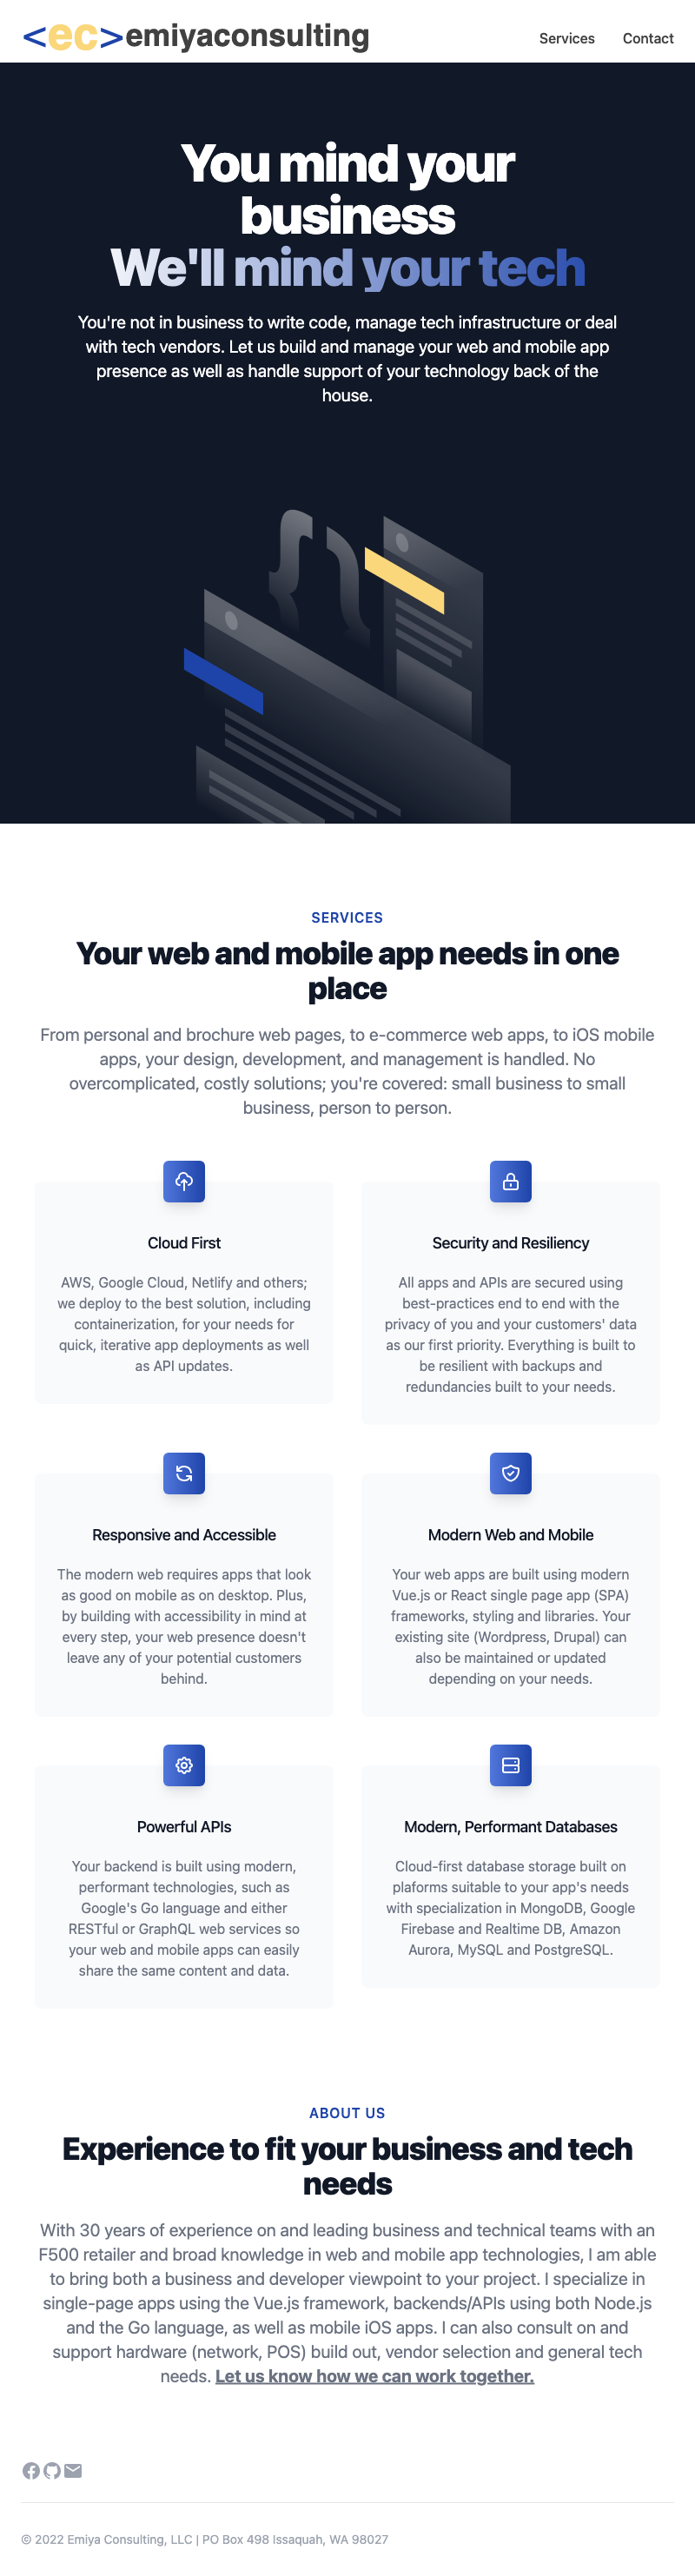 <ec>emiyaconsulting
Services Contact
You mind your
business
We'll mind your tech
You're not in business to write code, manage tech infrastructure or deal
with tech vendors. Let us build and manage your web and mobile app
presence as well as handle support of your technology back of the
house.
{}
SERVICES
Your web and mobile app needs in one
place
From personal and brochure web pages, to e-commerce web apps, to iOS mobile
apps, your design, development, and management is handled. No
overcomplicated, costly solutions; you're covered: small business to small
business, person to person.
Cloud First
AWS, Google Cloud, Netlify and others;
we deploy to the best solution, including
containerization, for your needs for
quick, iterative app deployments as well
as API updates.
Security and Resiliency
All apps and APIs are secured using
best-practices end to end with the
privacy of you and your customers' data
as our first priority. Everything is built to
be resilient with backups and
redundancies built to your needs.
Responsive and Accessible
The modern web requires apps that look
as good on mobile as on desktop. Plus,
by building with accessibility in mind at
every step, your web presence doesn't
leave any of your potential customers
behind.
Modern Web and Mobile
Your web apps are built using modern
Vue.js or React single page app (SPA)
frameworks, styling and libraries. Your
existing site (Wordpress, Drupal) can
also be maintained or updated
depending on your needs.
Powerful APIs
Your backend is built using modern,
performant technologies, such as
Google's Go language and either
RESTful or GraphQL web services so
your web and mobile apps can easily
share the same content and data.
Modern, Performant Databases
Cloud-first database storage built on
plaforms suitable to your app's needs
with specialization in MongoDB, Google
Firebase and Realtime DB, Amazon
Aurora, MySQL and PostgreSQL.
ABOUT US
Experience to fit your business and tech
needs
With 30 years of experience on and leading business and technical teams with an
F500 retailer and broad knowledge in web and mobile app technologies, I am able
to bring both a business and developer viewpoint to your project. I specialize in
single-page apps using the Vue.js framework, backends/APIs using both Node.js
and the Go language, as well as mobile iOS apps. I can also consult on and
support hardware (network, POS) build out, vendor selection and general tech
needs. Let us know how we can work together.
© 2022 Emiya Consulting, LLC | PO Box 498 Issaquah, WA 98027